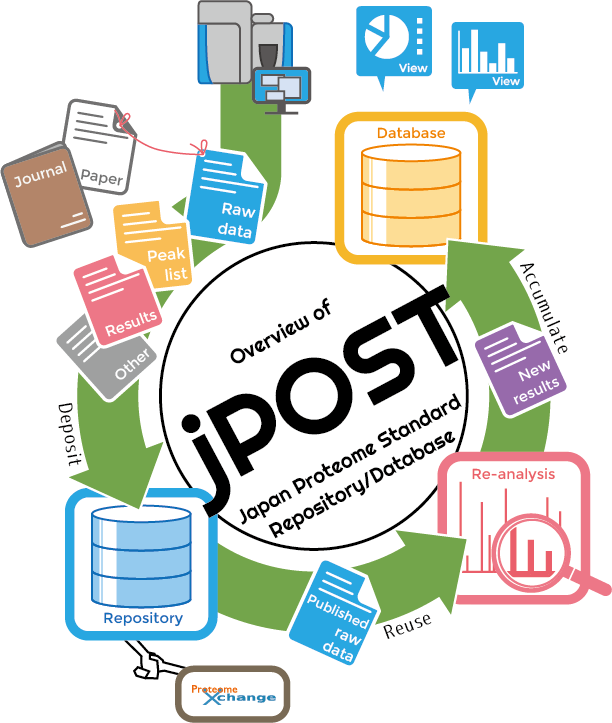 View
View
Database
Journal
Paper
Raw
data
Peak
list
Results
Other
Overview of
jPOST
Japan Proteome Standard
Repository/Database
Accumulate
New
results
Deposit
Re-analysis
Repository
Published
raw
data
Reuse
Proteome
Xchange